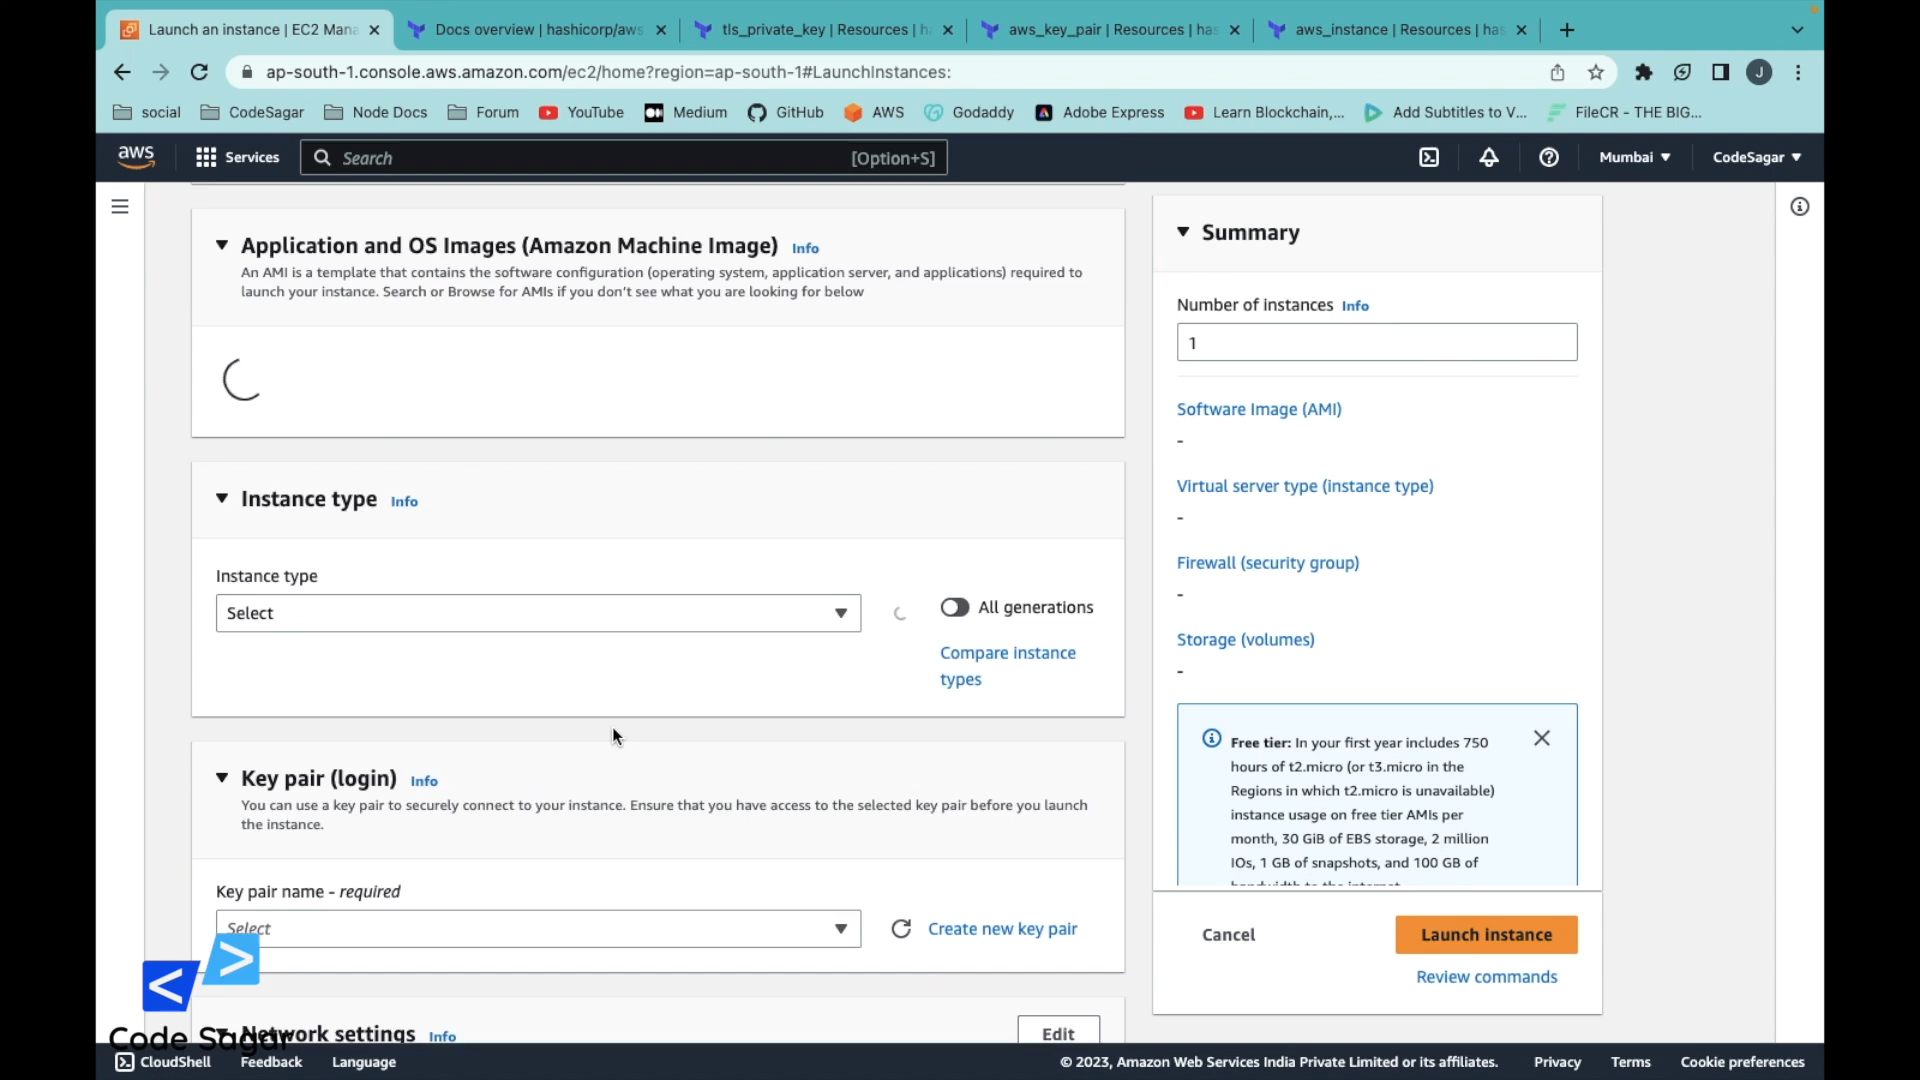 Launch an instance | EC2 Mana
Docs overview | hashicorp/aws
tls_private_key | Resources | ha
aws_key_pair | Resources | has
aws_instance | Resources | has
ap-south-1.console.aws.amazon.com/ec2/home?region=ap-south-1#LaunchInstances:
J
social
CodeSagar
Node Docs
Forum
YouTube
Medium
GitHub
AWS
Godaddy
Adobe Express
Learn Blockchain,...
Add Subtitles to V...
FileCR - THE BIG...
aws
Services
Search
[Option+S]
Mumbai
CodeSagar
Application and OS Images (Amazon Machine Image) Info
An AMI is a template that contains the software configuration (operating system, application server, and applications) required to
launch your instance. Search or Browse for AMIs if you don't see what you are looking for below
Instance type Info
Instance type
Select
All generations
Compare instance
types
Key pair (login) Info
You can use a key pair to securely connect to your instance. Ensure that you have access to the selected key pair before you launch
the instance.
Key pair name - required
Select
Create new key pair
Network settings Info
Edit
Summary
Number of instances Info
1
Software Image (AMI)
-
Virtual server type (instance type)
-
Firewall (security group)
-
Storage (volumes)
-
Free tier: In your first year includes 750
hours of t2.micro (or t3.micro in the
Regions in which t2.micro is unavailable)
instance usage on free tier AMIs per
month, 30 GiB of EBS storage, 2 million
IOs, 1 GB of snapshots, and 100 GB of
bandwidth to the internet.
Cancel
Launch instance
Review commands
< >
Code Sagar
CloudShell
Feedback
Language
© 2023, Amazon Web Services India Private Limited or its affiliates.
Privacy
Terms
Cookie preferences